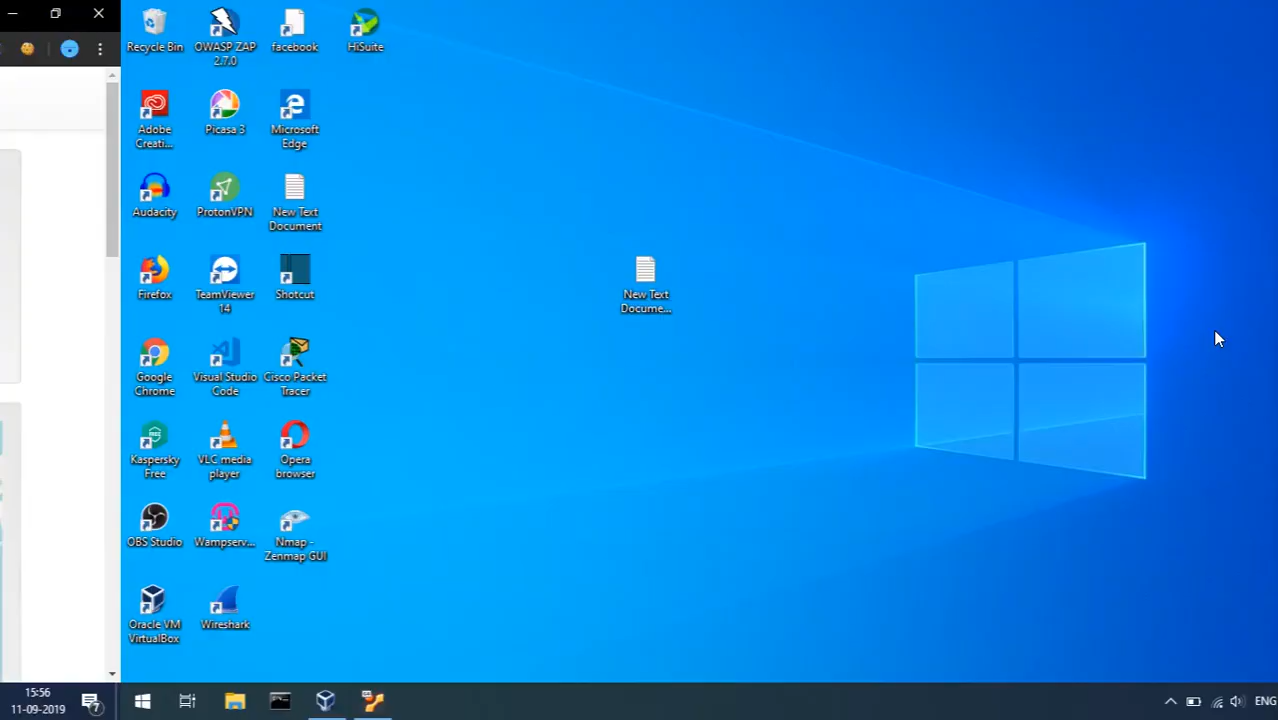 Recycle Bin
OWASP ZAP
2.7.0
facebook
HiSuite
Adobe
Creati...
Picasa 3
Microsoft
Edge
Audacity
ProtonVPN
New Text
Document
Firefox
TeamViewer
14
Shotcut
New Text
Docume...
Google
Chrome
Visual Studio
Code
Cisco Packet
Tracer
Kaspersky
Free
VLC media
player
Opera
browser
OBS Studio
Wampserv...
Nmap -
Zenmap GUI
Oracle VM
VirtualBox
Wireshark
15:56
11-09-2019
7
ENG